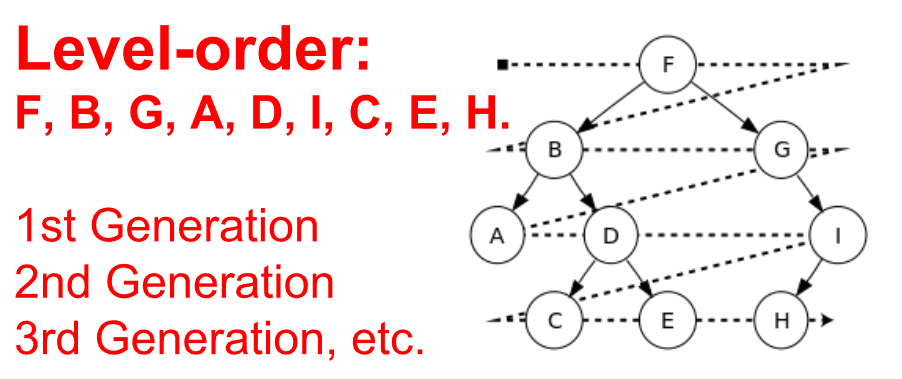 Level-order:
F, B, G, A, D, I, C, E, H.
1st Generation
2nd Generation
3rd Generation, etc.
F
B G
A D I
C E H